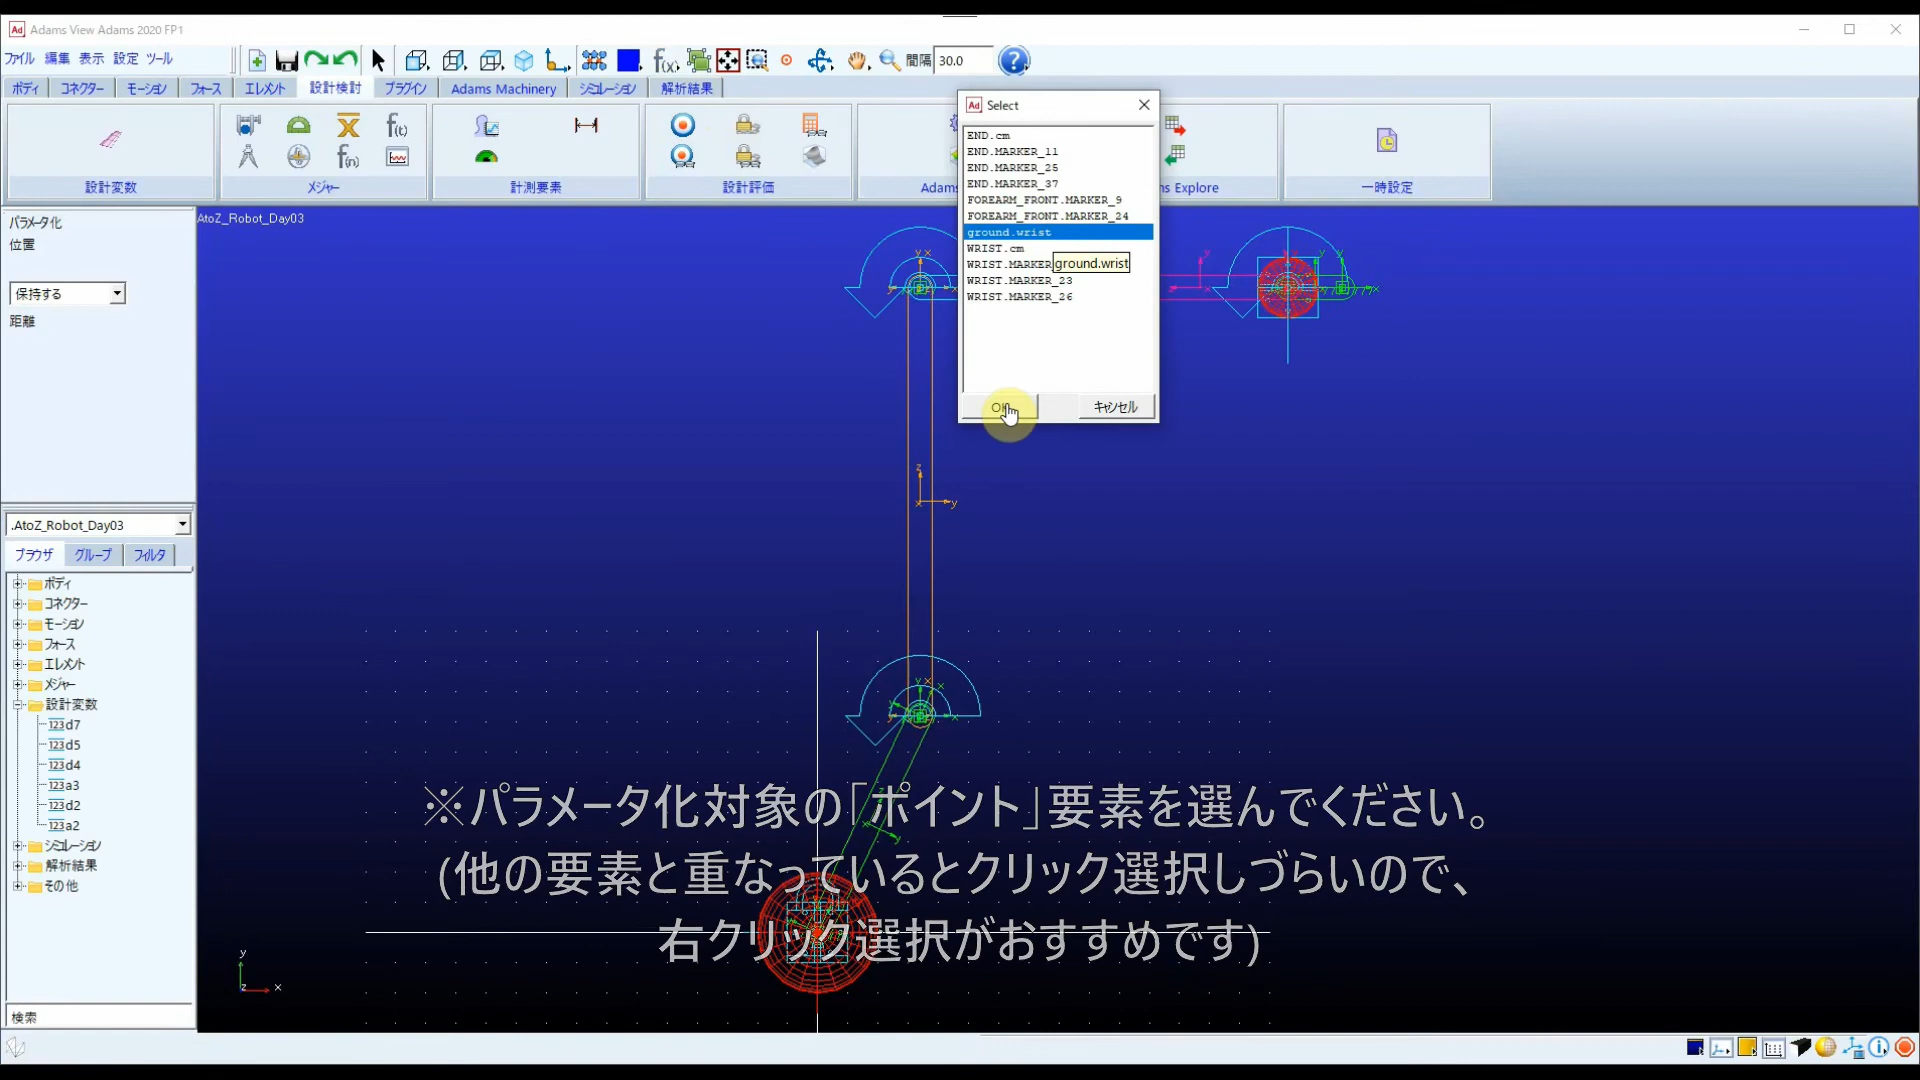 Ad Adams View Adams 2020 FP1
ファイル 編集 表示 設定 ツール
f(x) 間隔 30.0 ?
ボディ コネクター モーション フォース エレメント 設計検討 プラグイン Adams Machinery シミュレーション 解析結果
f(t)
f(n)
設計変数 メジャー 計測要素 設計評価 Adams s Explore 一時設定
Ad Select
END.cm
END.MARKER_11
END.MARKER_25
END.MARKER_37
FOREARM_FRONT.MARKER_9
FOREARM_FRONT.MARKER_24
ground.wrist
WRIST.cm
WRIST.MARKER
ground.wrist
WRIST.MARKER_23
WRIST.MARKER_26
OK キャンセル
パラメータ化
位置
保持する
距離
AtoZ_Robot_Day03
.AtoZ_Robot_Day03
ブラウザ グループ フィルタ
ボディ
コネクター
モーション
フォース
エレメント
メジャー
設計変数
123d7
123d5
123d4
123a3
123d2
123a2
シミュレーション
解析結果
その他
検索
※パラメータ化対象の「ポイント」要素を選んでください。
(他の要素と重なっているとクリック選択しづらいので、
右クリック選択がおすすめです)
y
z x